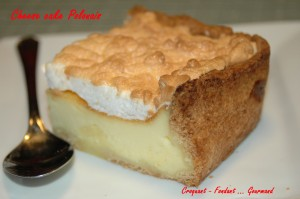 Cheese cake Polonais
Croquant - Fondant ... Gourmand